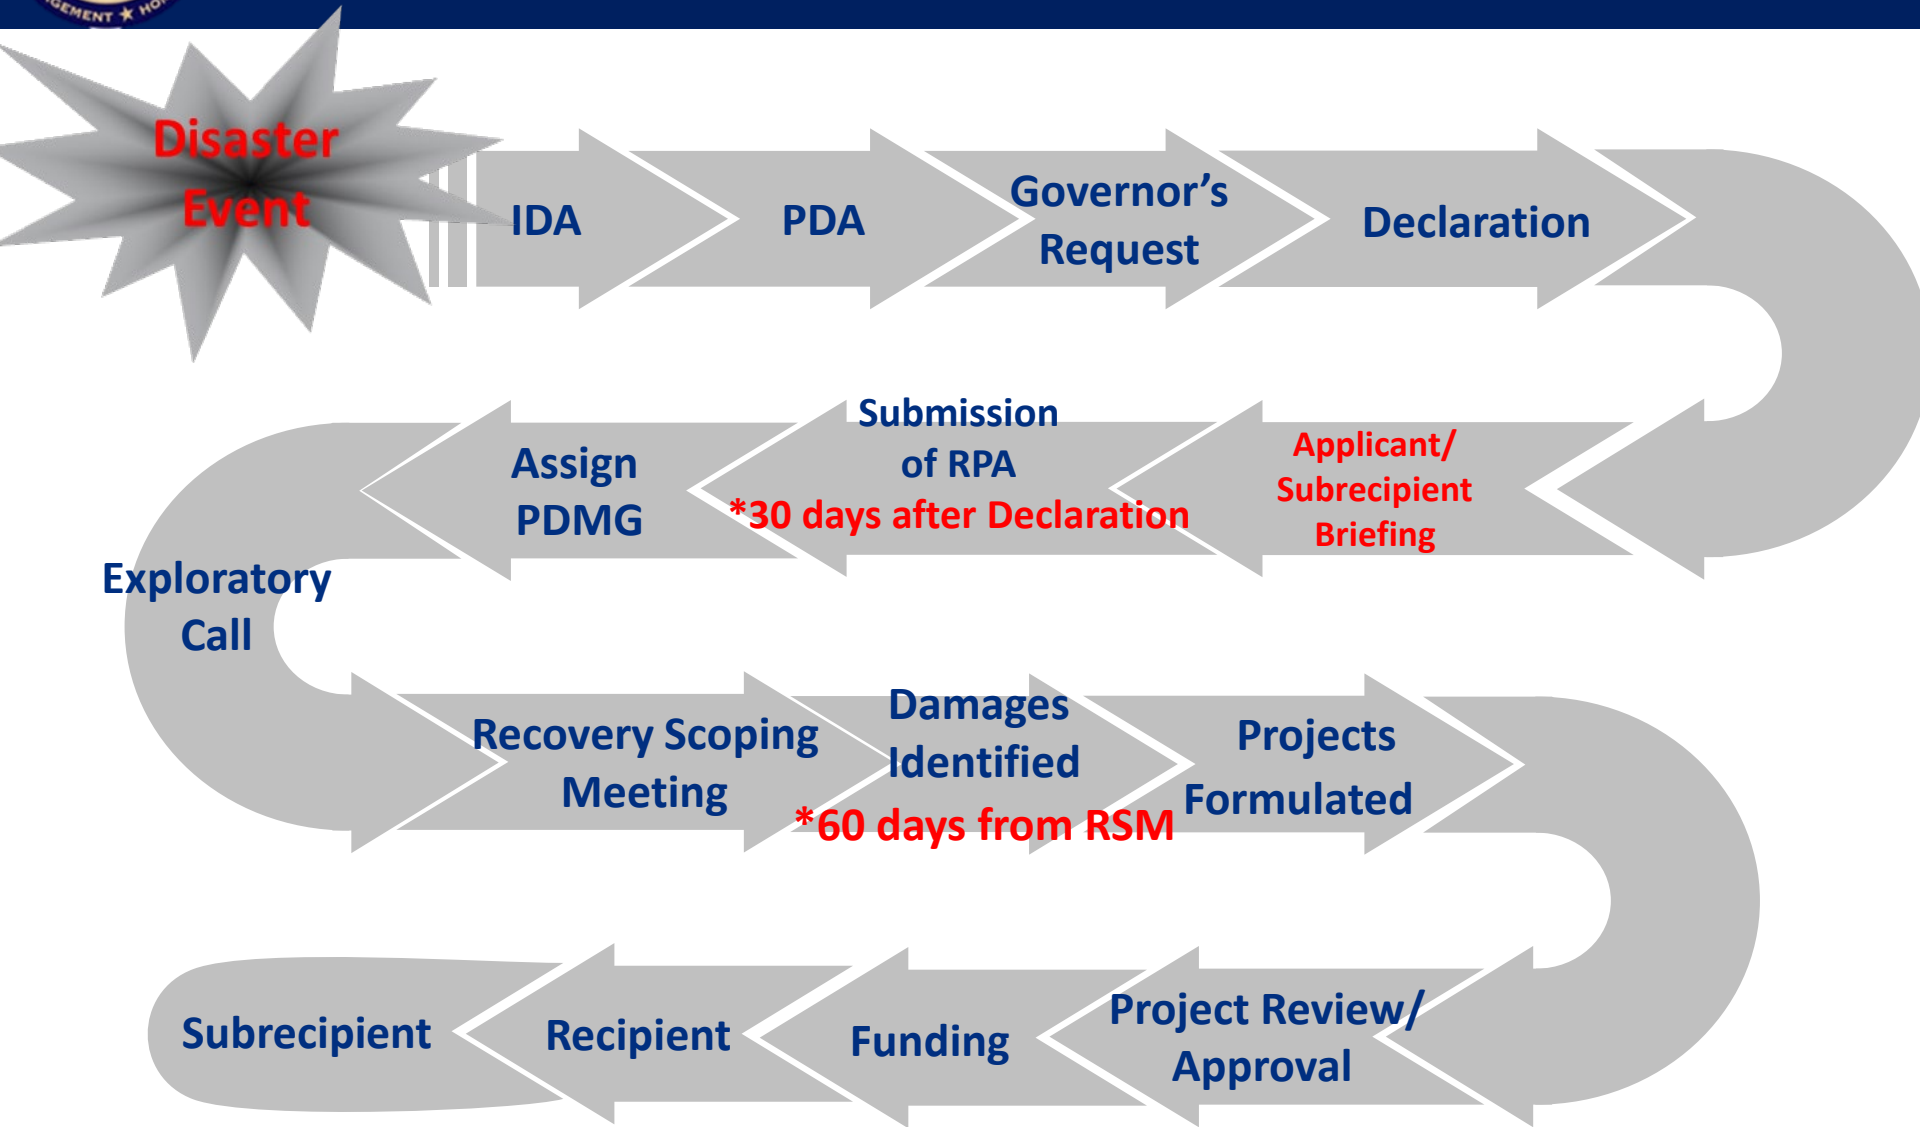 Disaster
Event
IDA
PDA
Governor's
Request
Declaration
Applicant/
Subrecipient
Briefing
Submission
of RPA
*30 days after Declaration
Assign
PDMG
Exploratory
Call
Recovery Scoping
Meeting
Damages
Identified
*60 days from RSM
Projects
Formulated
Project Review/
Approval
Funding
Recipient
Subrecipient